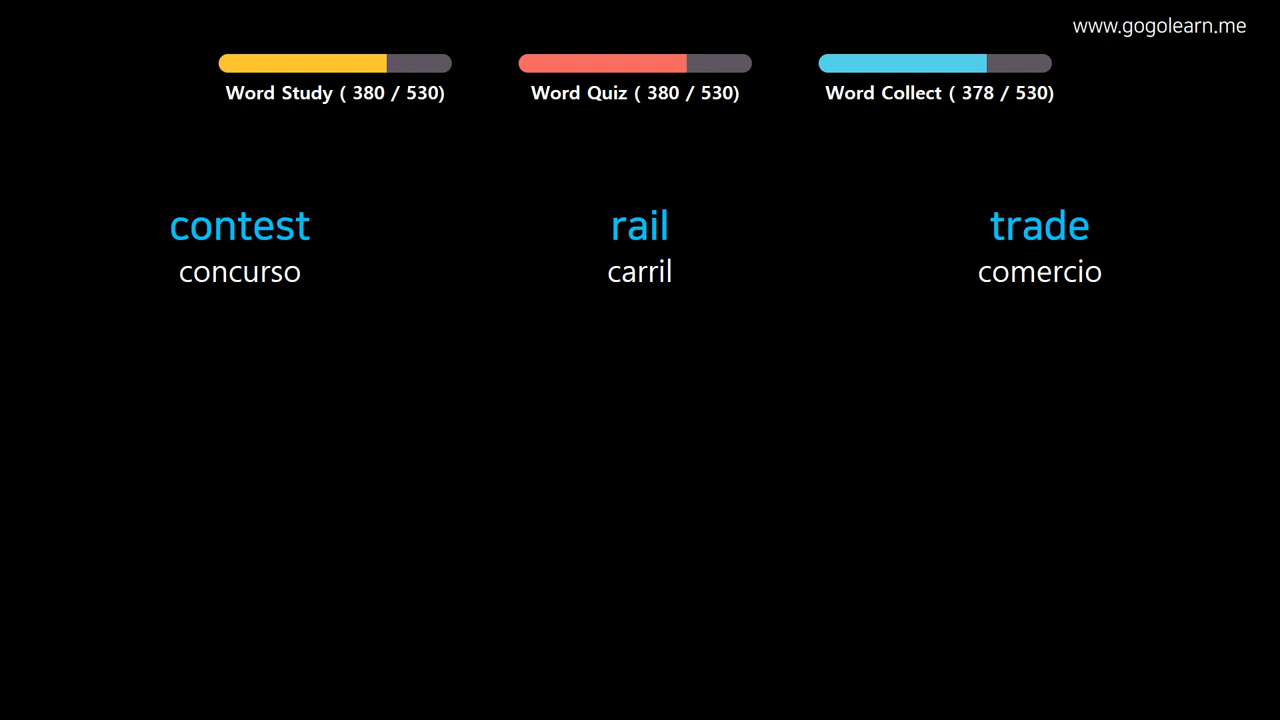 www.gogolearn.me
Word Study ( 380 / 530)
Word Quiz ( 380 / 530)
Word Collect ( 378 / 530)
contest
concurso
rail
carril
trade
comercio